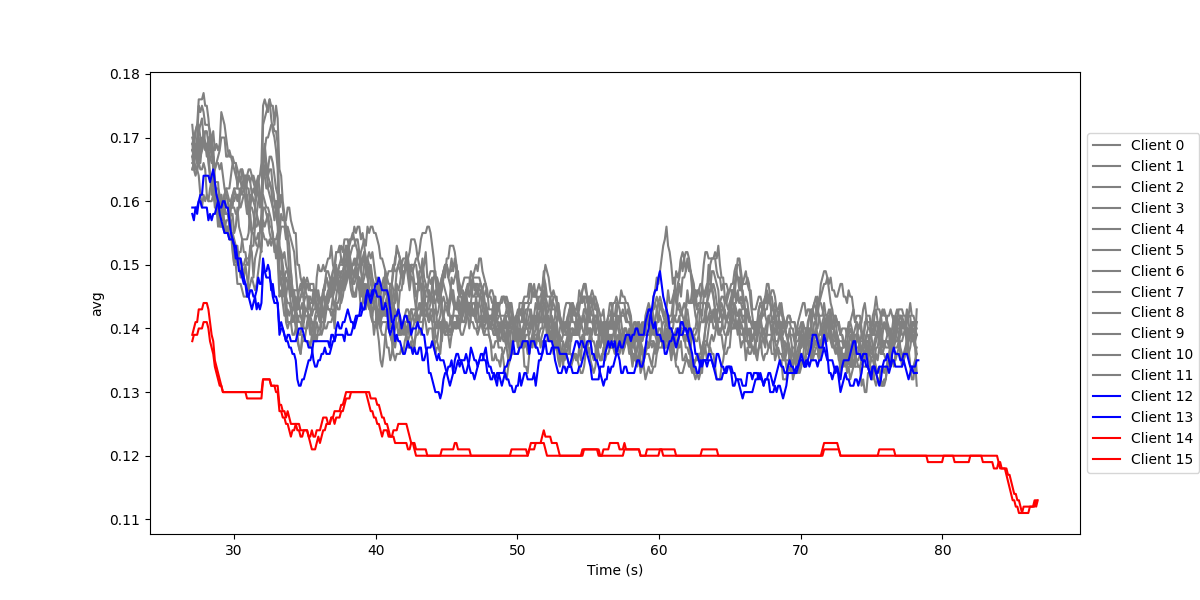 0.18
0.17
0.16
0.15
0.14
0.13
0.12
0.11
avg
30 40 50 60 70 80
Time (s)
Client 0
Client 1
Client 2
Client 3
Client 4
Client 5
Client 6
Client 7
Client 8
Client 9
Client 10
Client 11
Client 12
Client 13
Client 14
Client 15